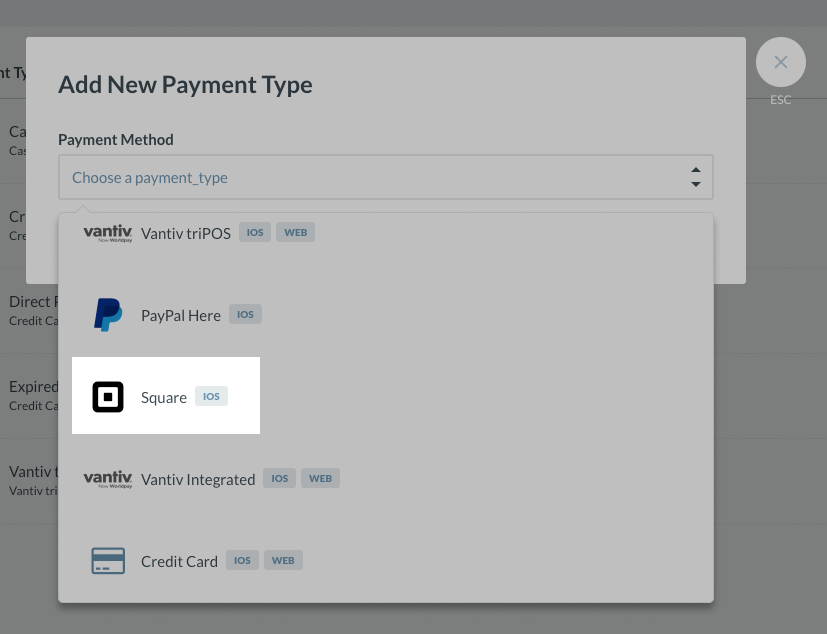 nt Ty
Add New Payment Type
ESC
Payment Method
Choose a payment_type
Ca
Cas
Cr
Cre
Direct P
Credit Ca
Expired
Credit Ca
Vantiv t
Vantiv tri
vantiv Now Worldpay Vantiv triPOS IOS WEB
PayPal Here IOS
Square IOS
vantiv Now Worldpay Vantiv Integrated IOS WEB
Credit Card IOS WEB